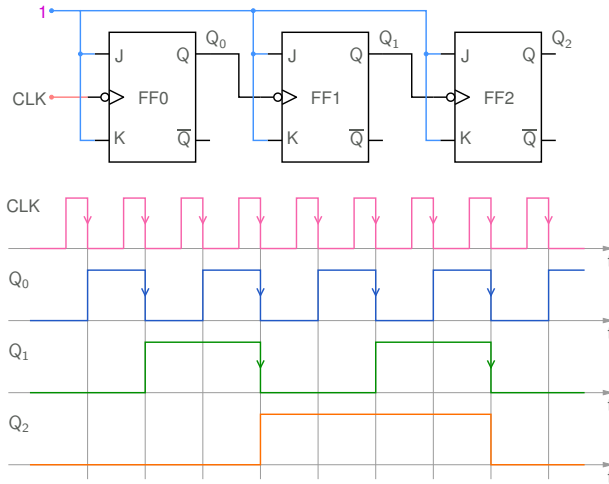 1
J Q Q₀ J Q Q₁ J Q Q₂
CLK FF0 FF1 FF2
K Q̅ K Q̅ K Q̅
CLK
t
Q₀
t
Q₁
t
Q₂
t